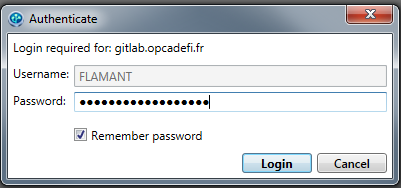 Authenticate
Login required for: gitlab.opcadefi.fr
Username: FLAMANT
Password: ●●●●●●●●●●●●●●●●●●
Remember password
Login Cancel